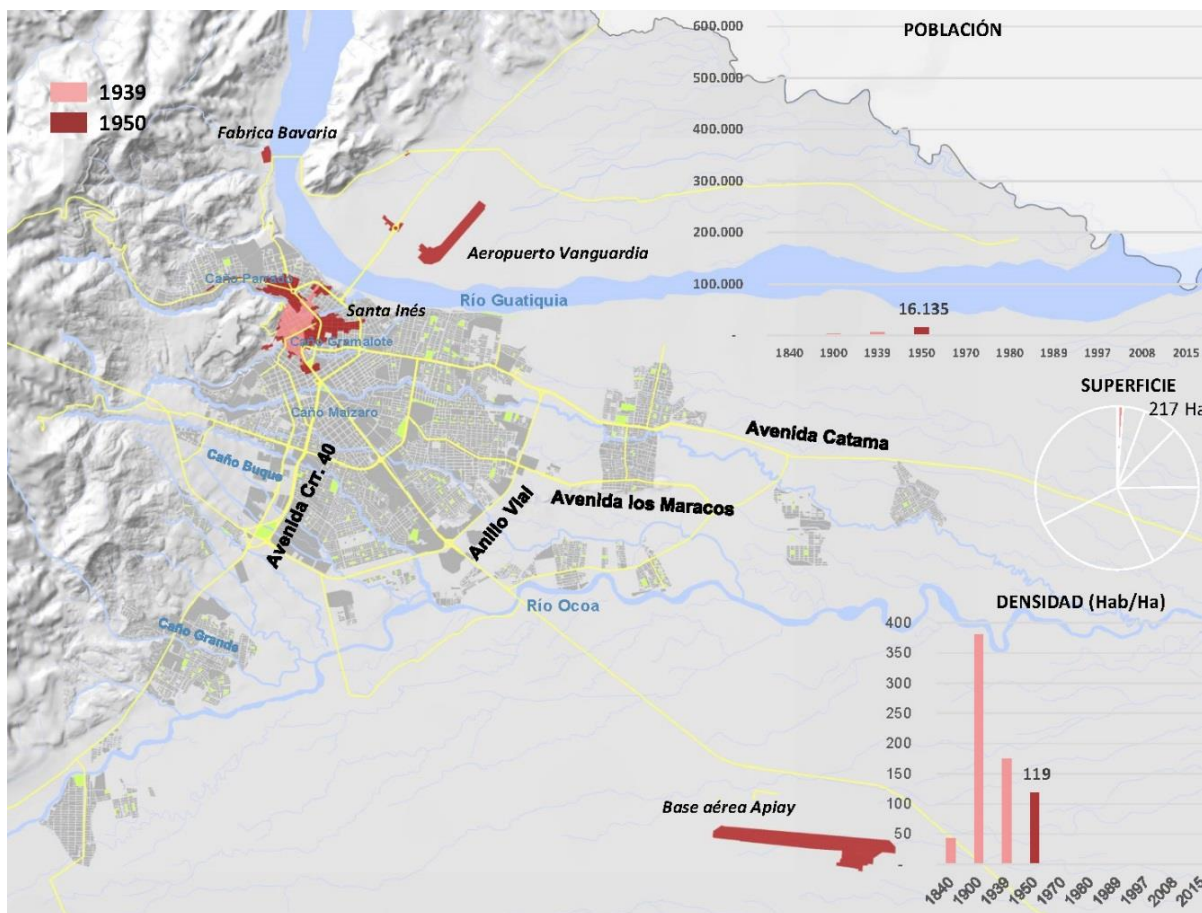 1939
1950
Fabrica Bavaria
Aeropuerto Vanguardia
Caño Parrado
Río Guatiquia
Santa Inés
Caño Gramalote
Caño Maizaro
Caño Buque
Avenida Crr. 40
Anillo Vial
Avenida Catama
Avenida los Maracos
Río Ocoa
Caño Grande
Base aérea Apiay
POBLACIÓN
600.000
500.000
400.000
300.000
200.000
100.000
-
16.135
1840 1900 1939 1950 1970 1980 1989 1997 2008 2015
SUPERFICIE
217 Ha
DENSIDAD (Hab/Ha)
400
350
300
250
200
150
100
50
-
119
1840 1900 1939 1950 1970 1980 1989 1997 2008 2015